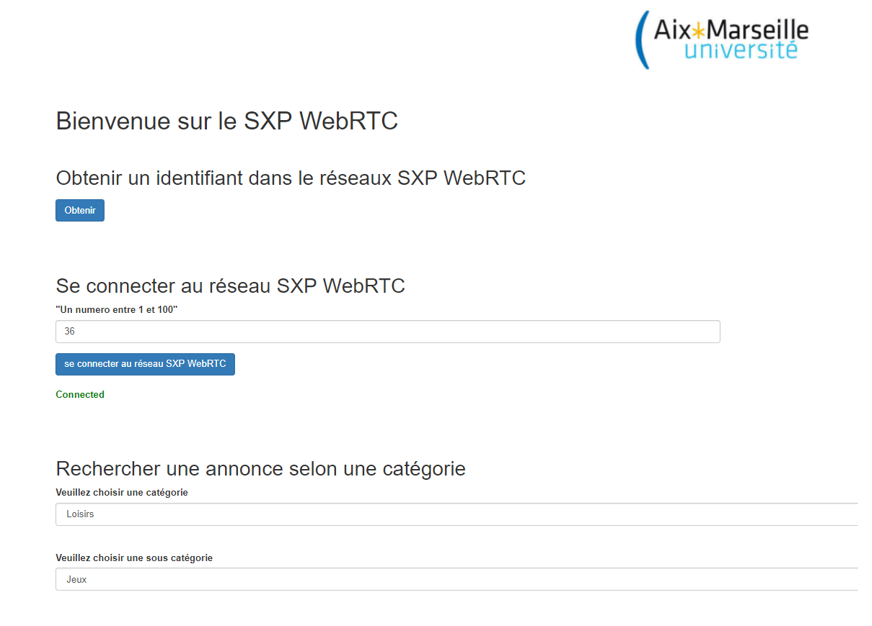 Aix*Marseille
université
Bienvenue sur le SXP WebRTC
Obtenir un identifiant dans le réseaux SXP WebRTC
Obtenir
Se connecter au réseau SXP WebRTC
"Un numero entre 1 et 100"
36
se connecter au réseau SXP WebRTC
Connected
Rechercher une annonce selon une catégorie
Veuillez choisir une catégorie
Loisirs
Veuillez choisir une sous catégorie
Jeux